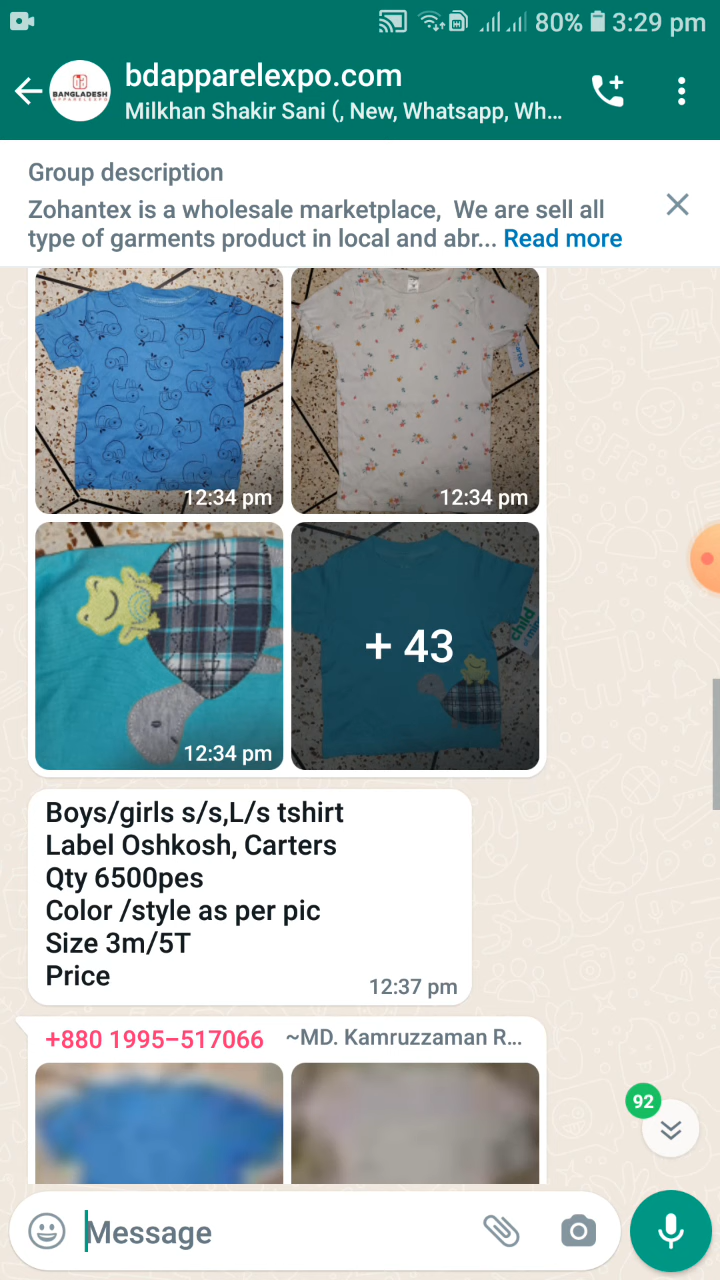 80% 3:29 pm
bdapparelexpo.com
BANGLADESH
APPARELEXPO
Milkhan Shakir Sani (, New, Whatsapp, Wh...
Group description
Zohantex is a wholesale marketplace, We are sell all
type of garments product in local and abr... Read more
12:34 pm
12:34 pm
12:34 pm
+ 43
child
Boys/girls s/s,L/s tshirt
Label Oshkosh, Carters
Qty 6500pes
Color /style as per pic
Size 3m/5T
Price
12:37 pm
+880 1995-517066 ~MD. Kamruzzaman R...
92
Message